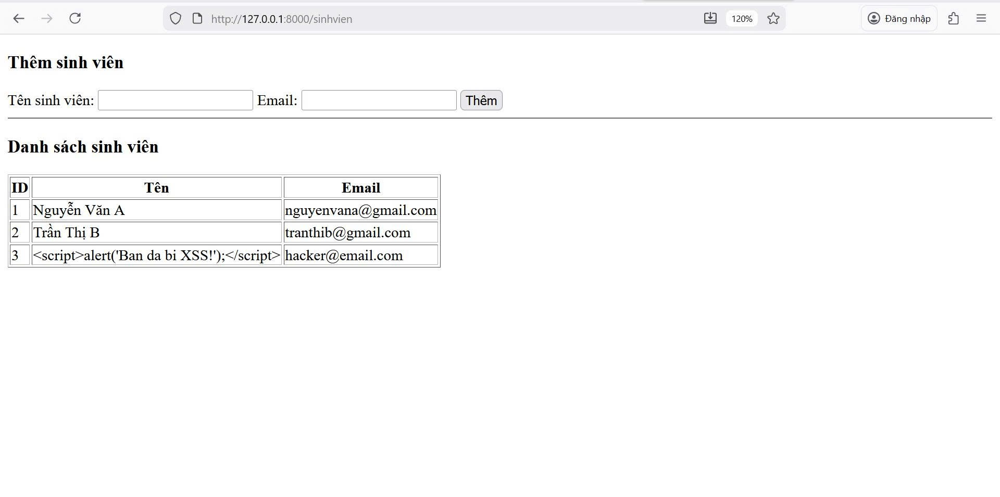 http://127.0.0.1:8000/sinhvien 120% Đăng nhập
Thêm sinh viên
Tên sinh viên: Email: Thêm
Danh sách sinh viên
ID Tên Email
1 Nguyễn Văn A nguyenvana@gmail.com
2 Trần Thị B tranthib@gmail.com
3 <script>alert('Ban da bi XSS!');</script> hacker@email.com